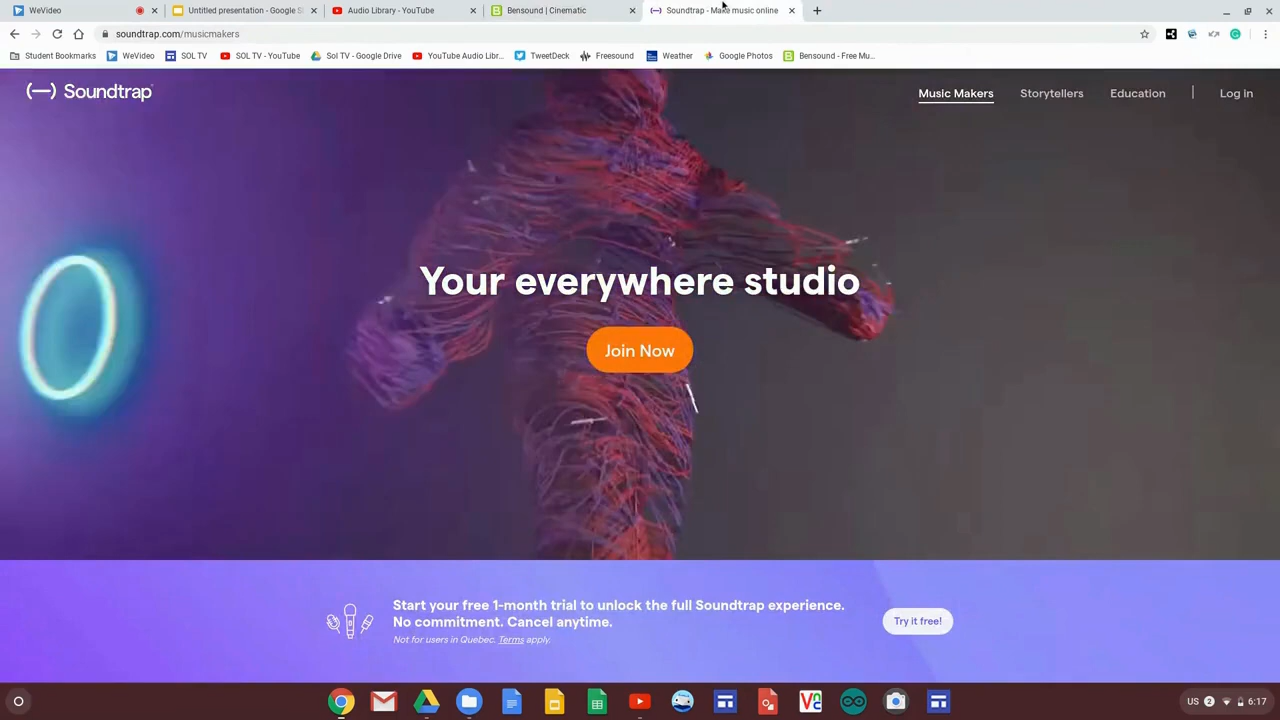 WeVideo
Untitled presentation - Google Sl
Audio Library - YouTube
Bensound | Cinematic
Soundtrap - Make music online
soundtrap.com/musicmakers
Student Bookmarks
WeVideo
SOL TV
SOL TV - YouTube
Sol TV - Google Drive
YouTube Audio Libr...
TweetDeck
Freesound
Weather
Google Photos
Bensound - Free Mu...
Soundtrap
Music Makers
Storytellers
Education
Log in
Your everywhere studio
Join Now
Start your free 1-month trial to unlock the full Soundtrap experience.
No commitment. Cancel anytime.
Not for users in Quebec. Terms apply.
Try it free!
US 2 6:17